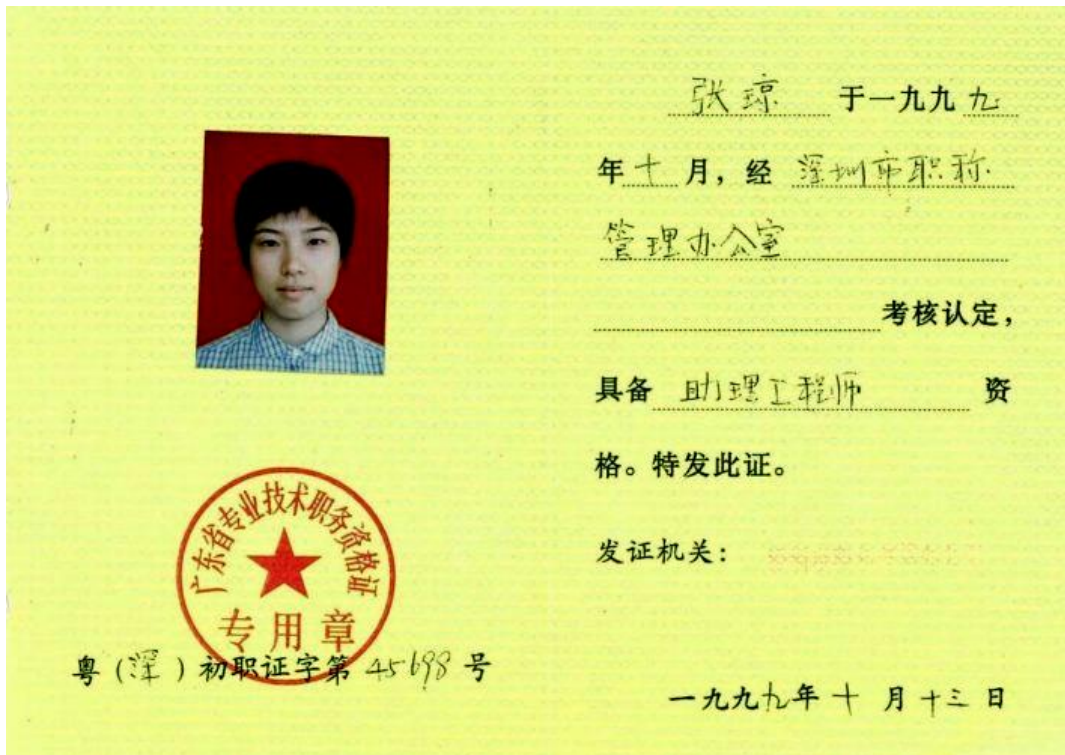 广东省专业技术职务资格证
专用章
粤(深)初职证字第45698号
张琼 于一九九九
年十月，经 深圳市职称
管理办公室
考核认定，
具备 助理工程师 资
格。特发此证。
发证机关：
一九九九年十月十三日